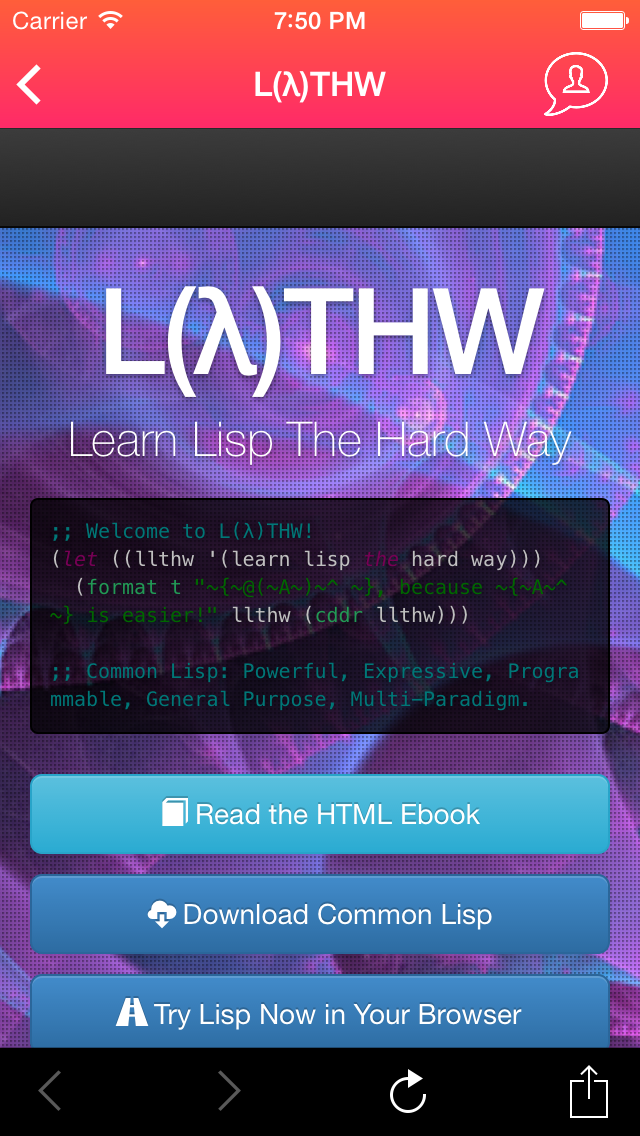 Carrier 7:50 PM
L(λ)THW
L(λ)THW
Learn Lisp The Hard Way
;; Welcome to L(λ)THW!
(let ((llthw '(learn lisp the hard way)))
  (format t "~{~@(~A~)~^ ~}, because ~{~A~^
~} is easier!" llthw (cddr llthw)))
;; Common Lisp: Powerful, Expressive, Progra
mmable, General Purpose, Multi-Paradigm.
Read the HTML Ebook
Download Common Lisp
Try Lisp Now in Your Browser